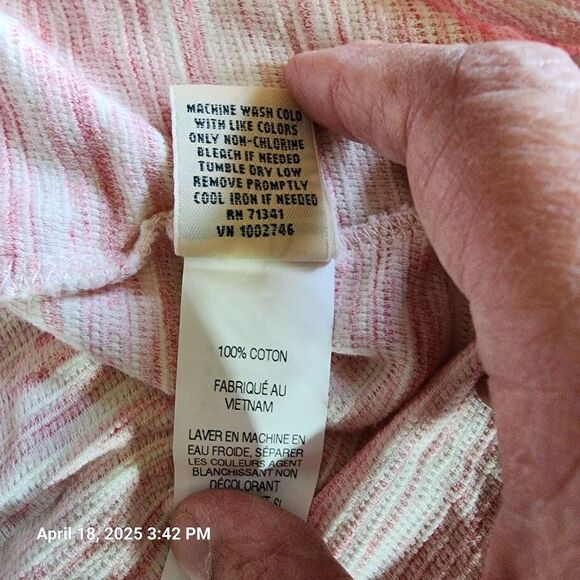 MACHINE WASH COLD
WITH LIKE COLORS
ONLY NON-CHLORINE
BLEACH IF NEEDED
TUMBLE DRY LOW
REMOVE PROMPTLY
COOL IRON IF NEEDED
RN 71341
VN 1002746
100% COTON
FABRIQUÉ AU
VIETNAM
LAVER EN MACHINE EN
EAU FROIDE, SÉPARER
LES COULEURS AGENT
BLANCHISSANT NON
DÉCOLORANT
SI
April 18, 2025 3:42 PM